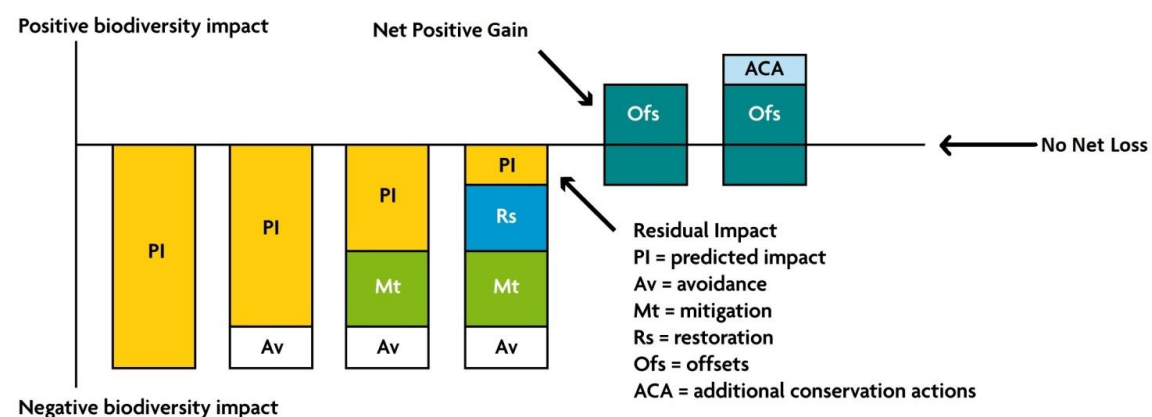 Positive biodiversity impact
Net Positive Gain
ACA
Ofs
Ofs
No Net Loss
PI
PI
PI
PI
Rs
Mt
Mt
Av
Av
Av
Residual Impact
PI = predicted impact
Av = avoidance
Mt = mitigation
Rs = restoration
Ofs = offsets
ACA = additional conservation actions
Negative biodiversity impact